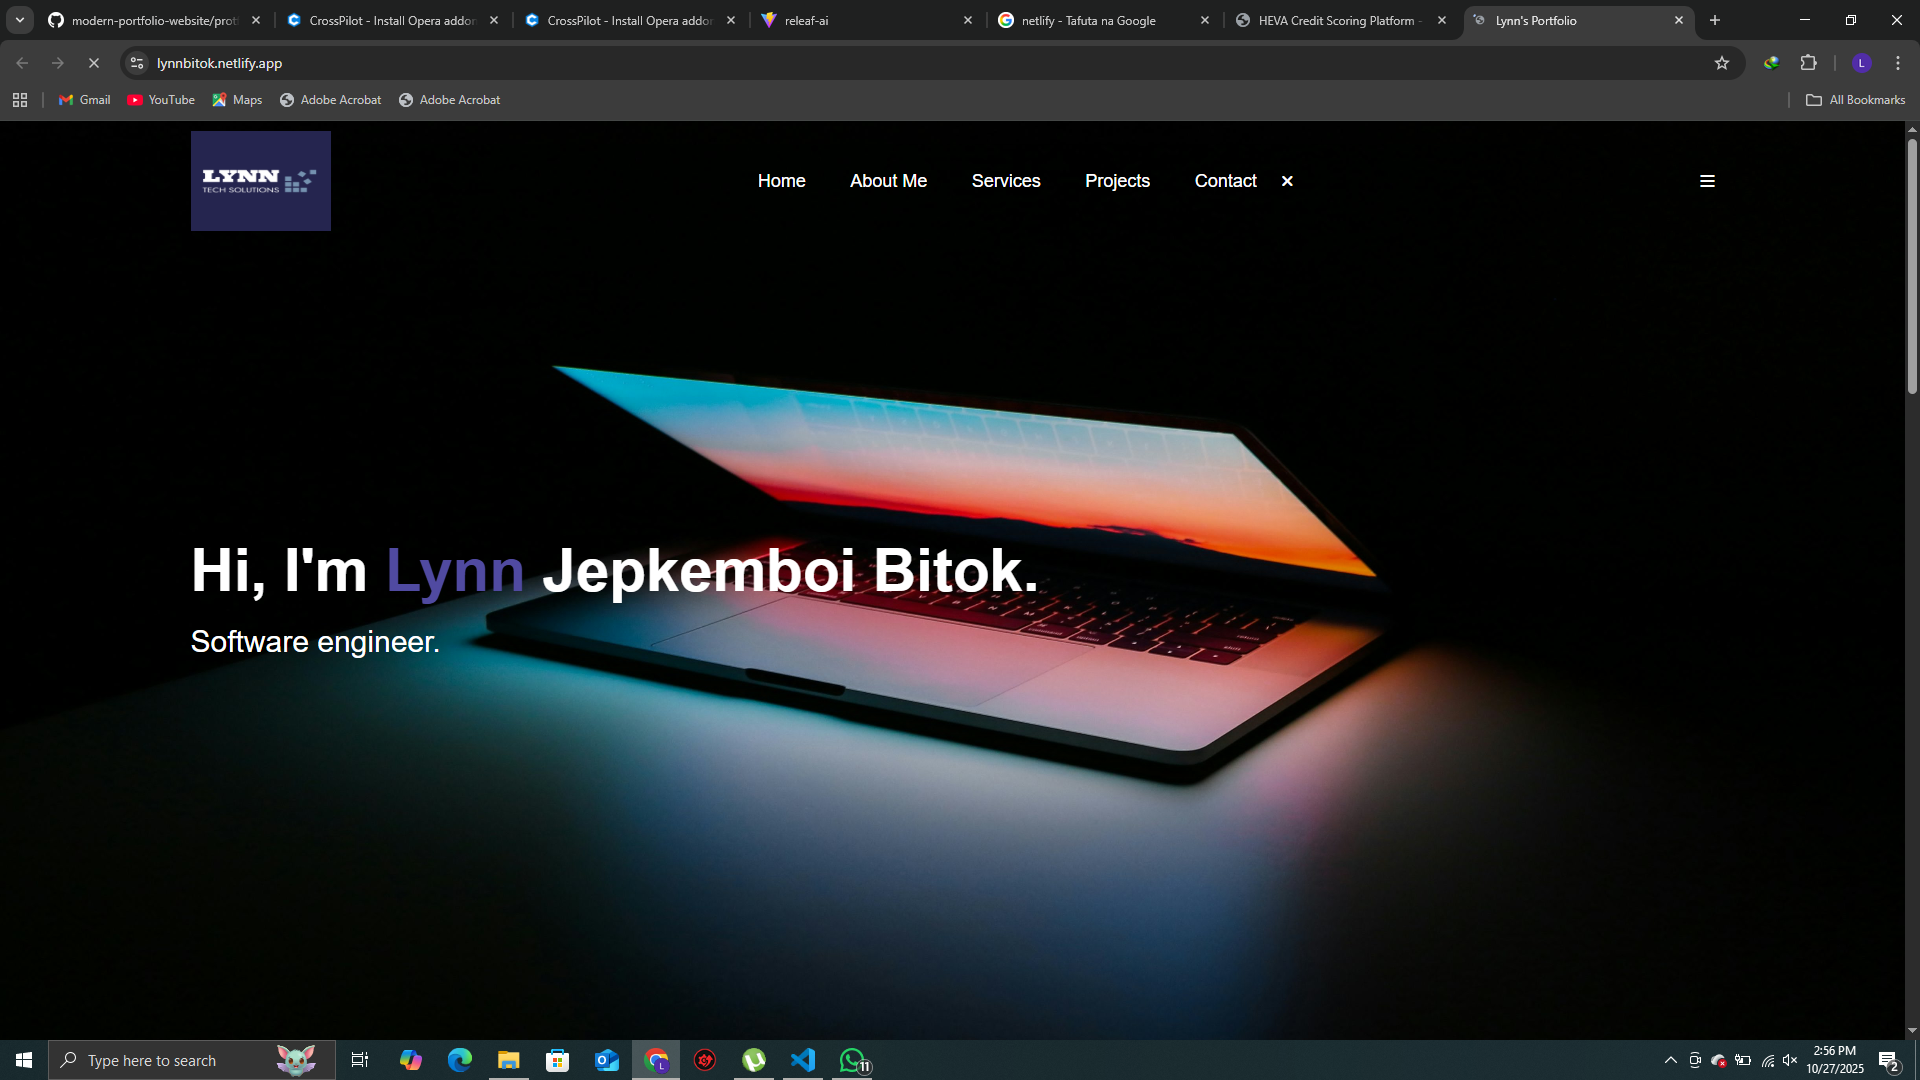 modern-portfolio-website/prot
CrossPilot - Install Opera addon
CrossPilot - Install Opera addon
releaf-ai
netlify - Tafuta na Google
HEVA Credit Scoring Platform -
Lynn's Portfolio
lynnbitok.netlify.app
L
Gmail
YouTube
Maps
Adobe Acrobat
Adobe Acrobat
All Bookmarks
LYNN
TECH SOLUTIONS
Home
About Me
Services
Projects
Contact
Hi, I'm Lynn Jepkemboi Bitok.
Software engineer.
Type here to search
L
11
2:56 PM
10/27/2025
2